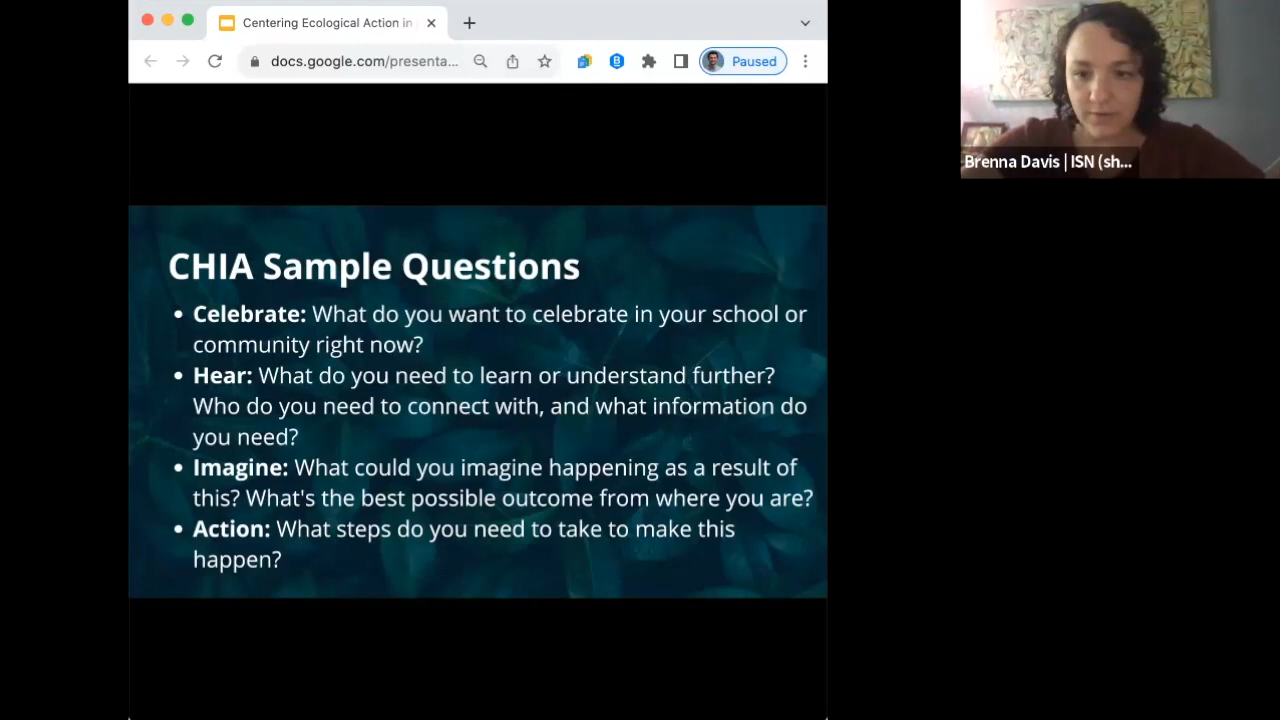 Centering Ecological Action in
docs.google.com/presenta...
Paused
Brenna Davis | ISN (sh...
CHIA Sample Questions
• Celebrate: What do you want to celebrate in your school or
community right now?
• Hear: What do you need to learn or understand further?
Who do you need to connect with, and what information do
you need?
• Imagine: What could you imagine happening as a result of
this? What's the best possible outcome from where you are?
• Action: What steps do you need to take to make this
happen?